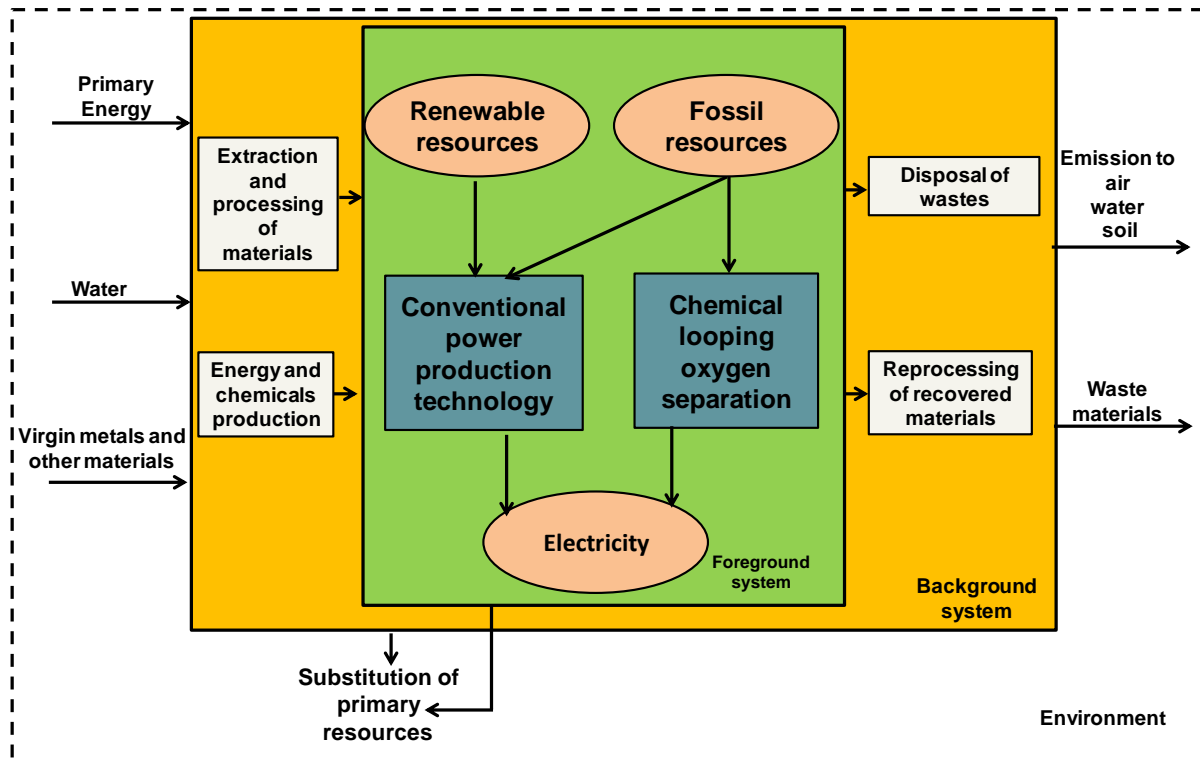 Primary
Energy
Water
Virgin metals and
other materials
Extraction
and
processing
of
materials
Energy and
chemicals
production
Renewable
resources
Fossil
resources
Conventional
power
production
technology
Chemical
looping
oxygen
separation
Electricity
Foreground
system
Disposal of
wastes
Reprocessing
of recovered
materials
Background
system
Emission to
air
water
soil
Waste
materials
Substitution of
primary
resources
Environment